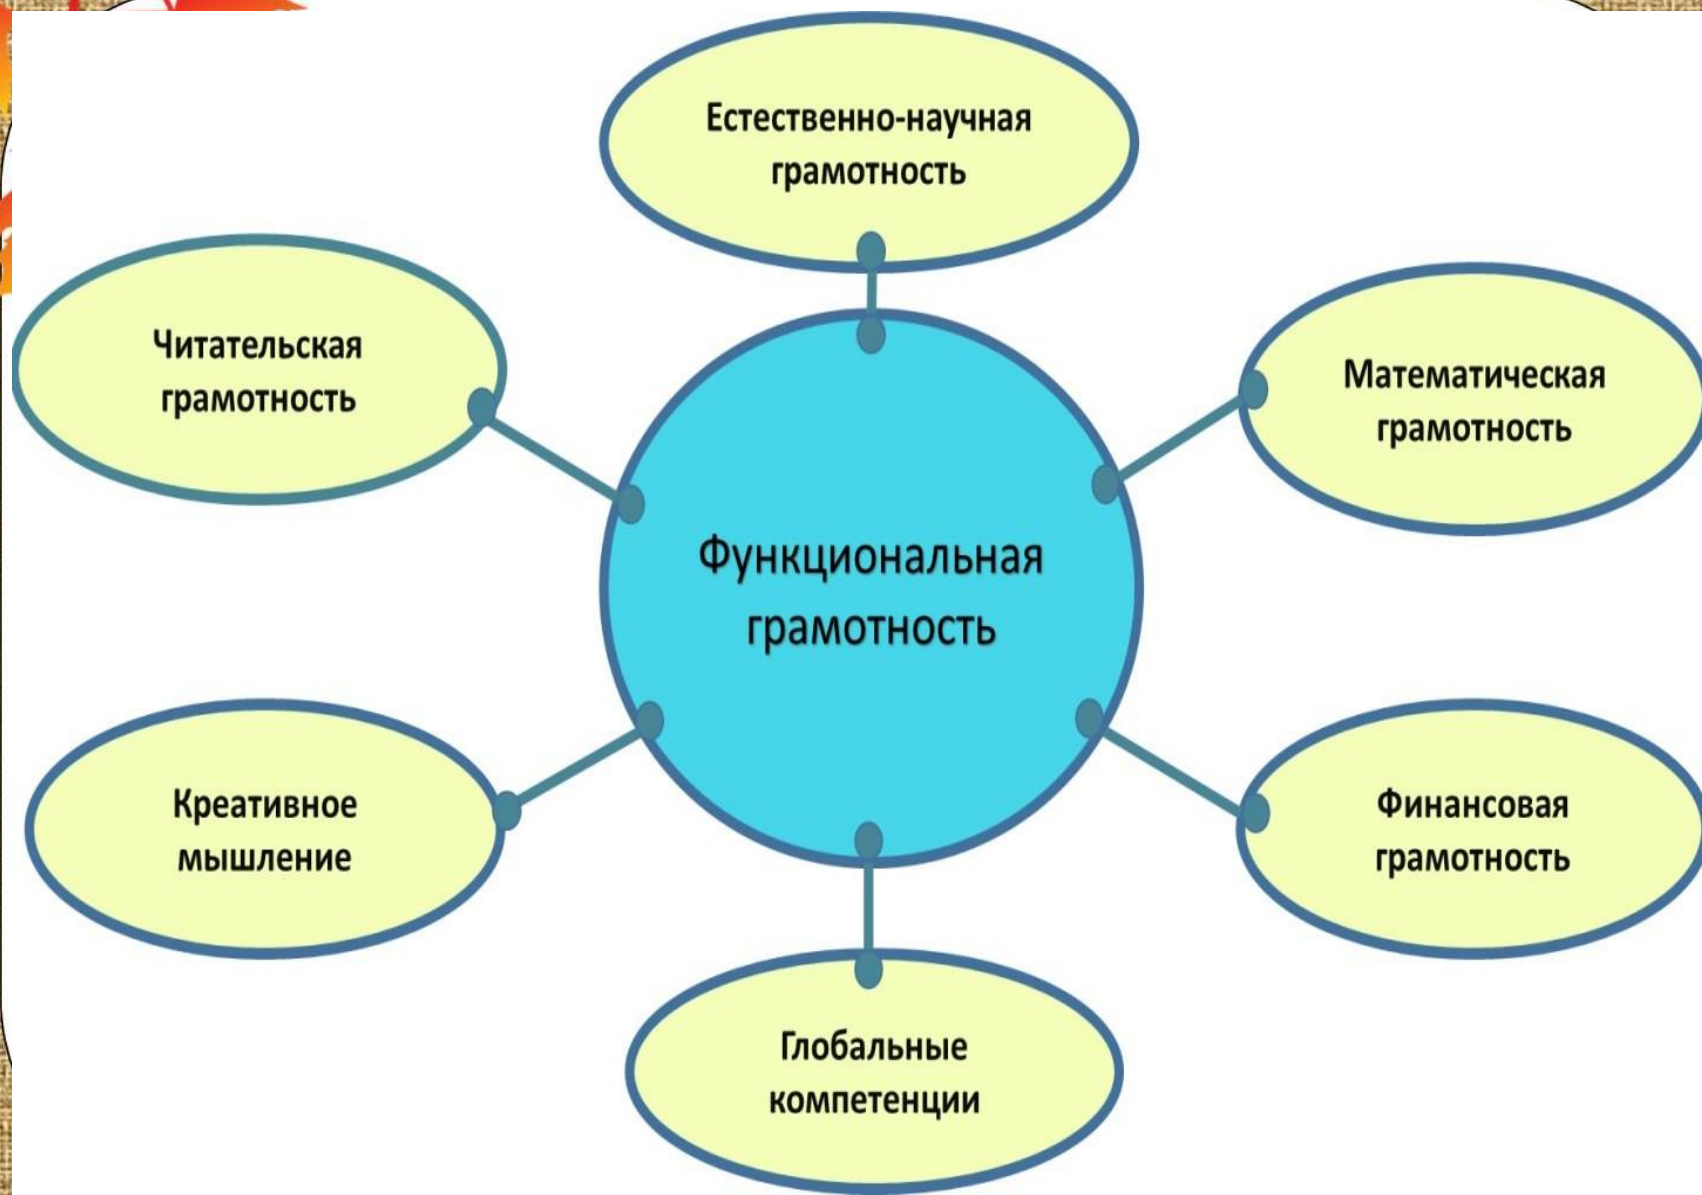 Естественно-научная
грамотность
Читательская
грамотность
Математическая
грамотность
Функциональная
грамотность
Креативное
мышление
Финансовая
грамотность
Глобальные
компетенции